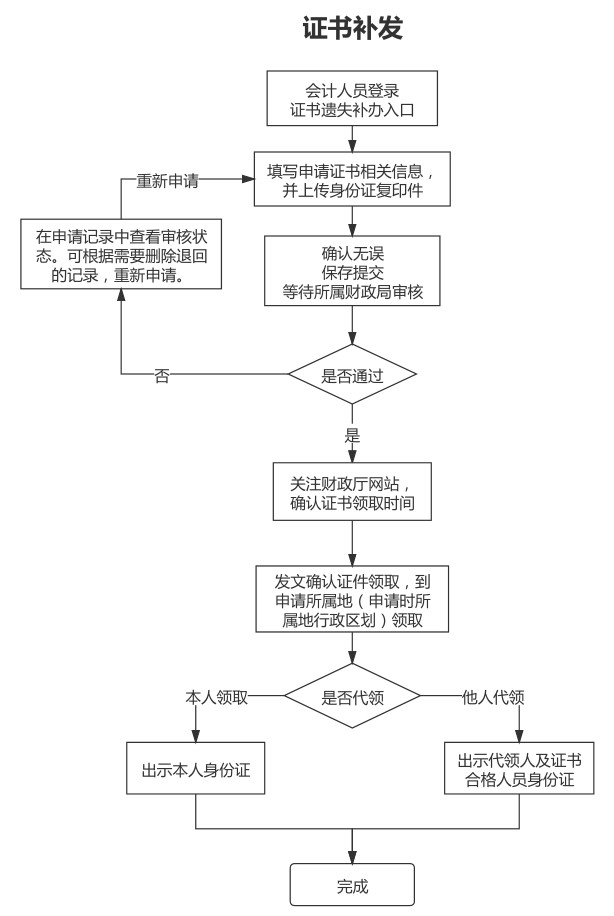 证书补发
会计人员登录
证书遗失补办入口
重新申请
填写申请证书相关信息，
并上传身份证复印件
在申请记录中查看审核状
态。可根据需要删除退回
的记录，重新申请。
确认无误
保存提交
等待所属财政局审核
是否通过
否
是
关注财政厅网站，
确认证书领取时间
发文确认证件领取，到
申请所属地（申请时所
属地行政区划）领取
本人领取
是否代领
他人代领
出示本人身份证
出示代领人及证书
合格人员身份证
完成